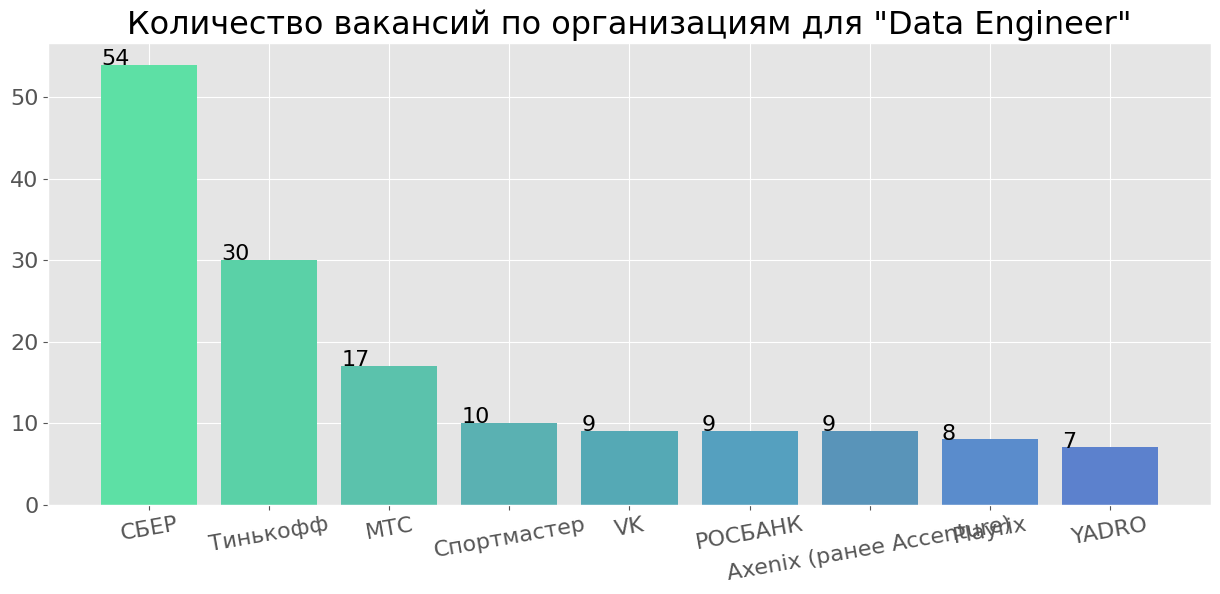 Количество вакансий по организациям для "Data Engineer"
54
50
40
30
30
20
17
10
10
9
9
9
8
7
0
СБЕР
Тинькофф
МТС
Спортмастер
VK
РОСБАНК
Axenix (ранее Accenture)
YADRO